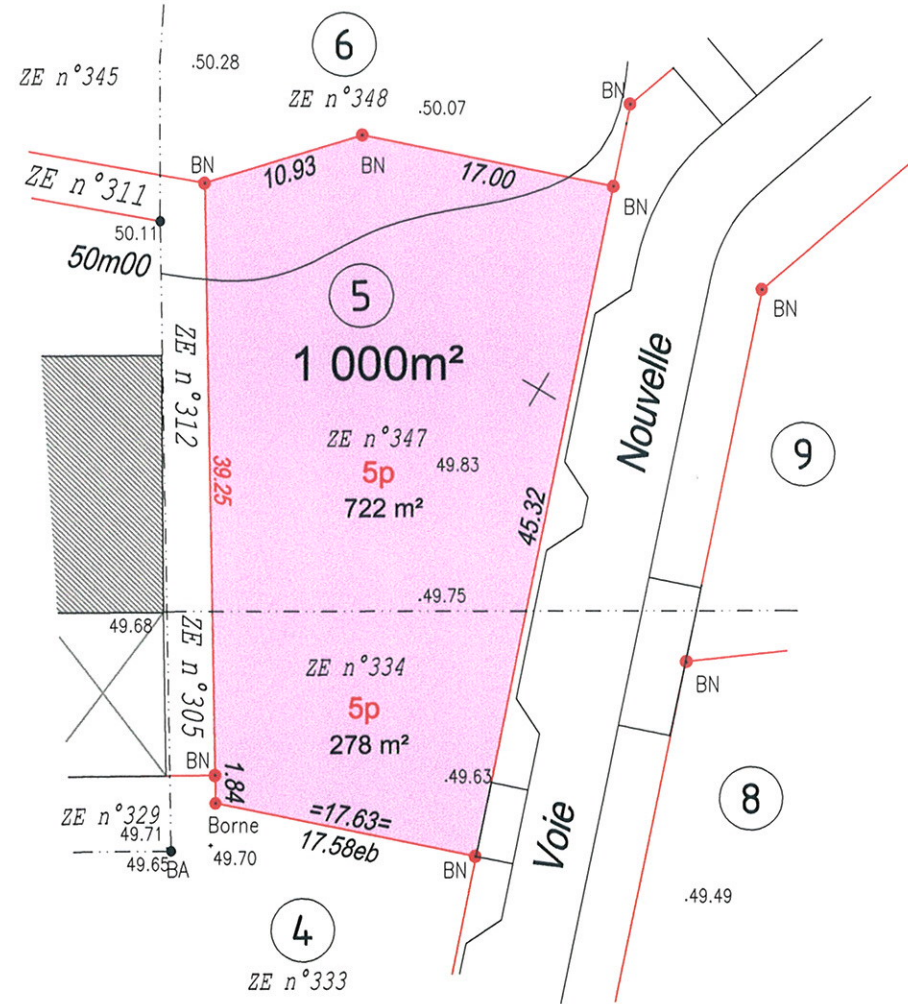 6
.50.28
ZE n°345
ZE n°348
.50.07
BN
BN
BN
10.93
17.00
BN
ZE n°311
50.11
50m00
5
BN
1 000m²
ZE n°312
Nouvelle
ZE n°347
5p
49.83
722 m²
39.25
9
45.32
.49.75
49.68
ZE n°305
ZE n°334
BN
5p
278 m²
BN
.49.63
1.84
8
ZE n°329
Borne
=17.63=
17.58eb
Voie
49.71
49.65
BA
49.70
BN
.49.49
4
ZE n°333